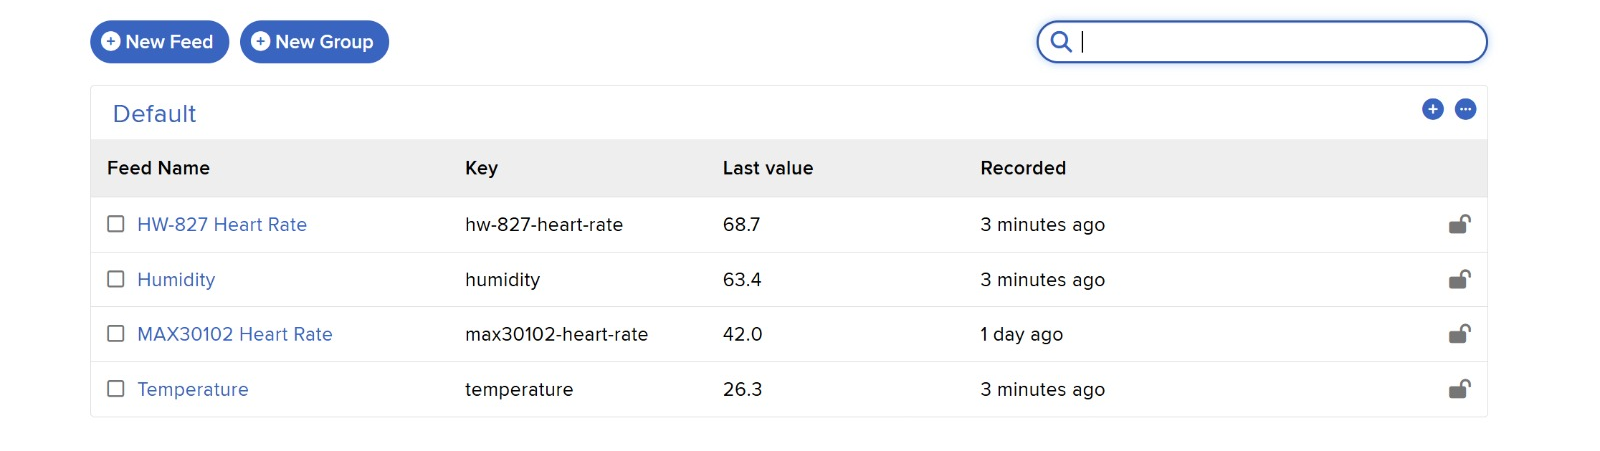 New Feed New Group
Default
Feed Name Key Last value Recorded
HW-827 Heart Rate hw-827-heart-rate 68.7 3 minutes ago
Humidity humidity 63.4 3 minutes ago
MAX30102 Heart Rate max30102-heart-rate 42.0 1 day ago
Temperature temperature 26.3 3 minutes ago